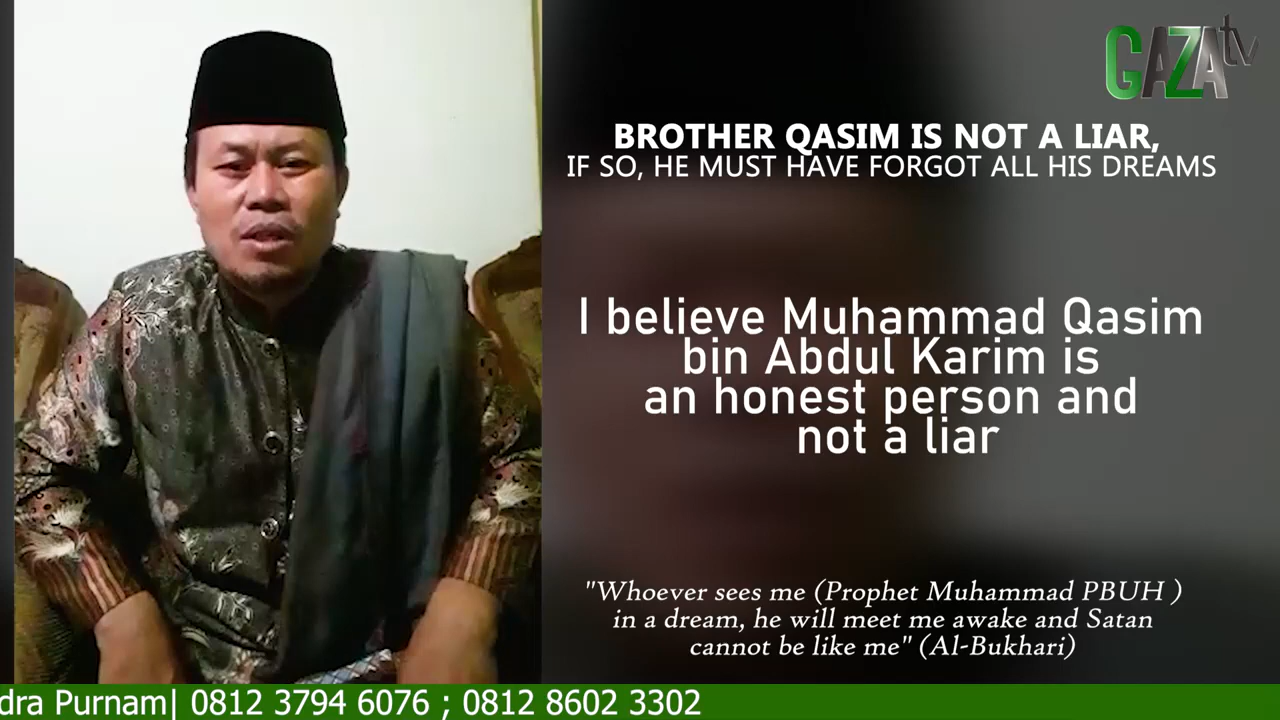 GAZAtv
BROTHER QASIM IS NOT A LIAR,
IF SO, HE MUST HAVE FORGOT ALL HIS DREAMS
I believe Muhammad Qasim
bin Abdul Karim is
an honest person and
not a liar
"Whoever sees me (Prophet Muhammad PBUH )
in a dream, he will meet me awake and Satan
cannot be like me" (Al-Bukhari)
dra Purnam| 0812 3794 6076 ; 0812 8602 3302